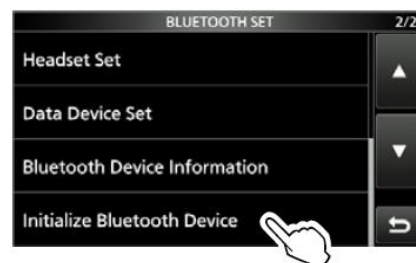 BLUETOOTH SET 2/2
Headset Set
Data Device Set
Bluetooth Device Information
Initialize Bluetooth Device